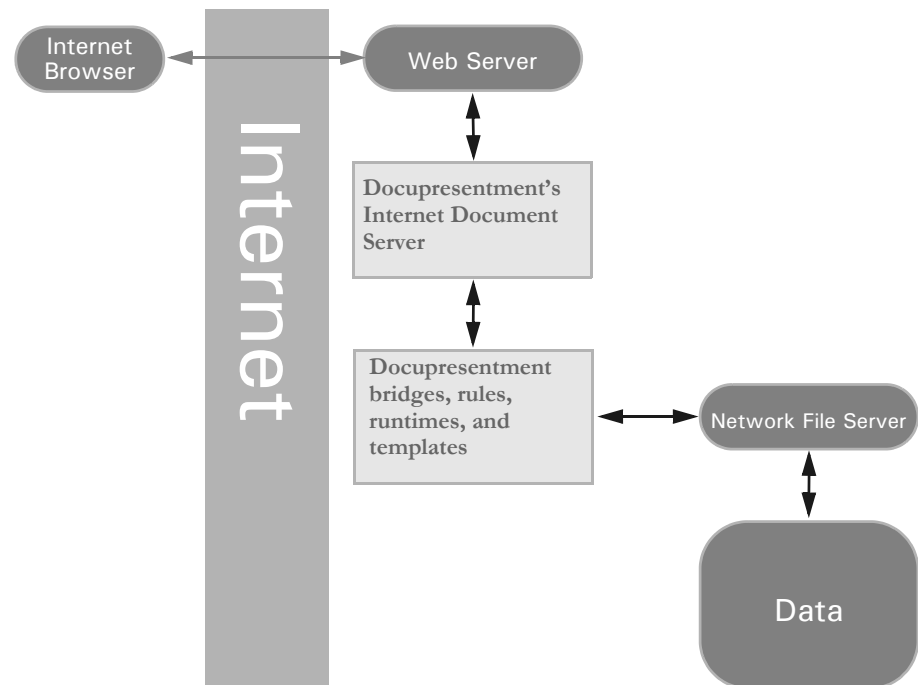 Internet
Browser
Web Server
Internet
Docupresentment's
Internet Document
Server
Docupresentment
bridges, rules,
runtimes, and
templates
Network File Server
Data